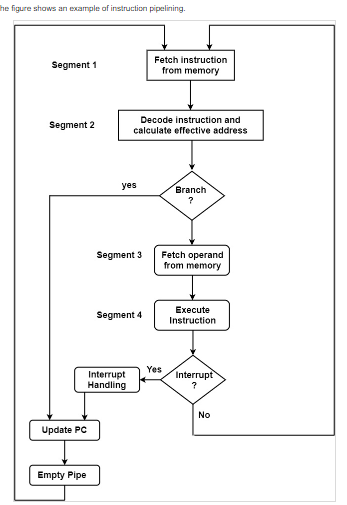 he figure shows an example of instruction pipelining.
Segment 1
Fetch instruction
from memory
Segment 2
Decode instruction and
calculate effective address
yes
Branch
?
Segment 3
Fetch operand
from memory
Segment 4
Execute
Instruction
Yes
Interrupt
?
Interrupt
Handling
No
Update PC
Empty Pipe